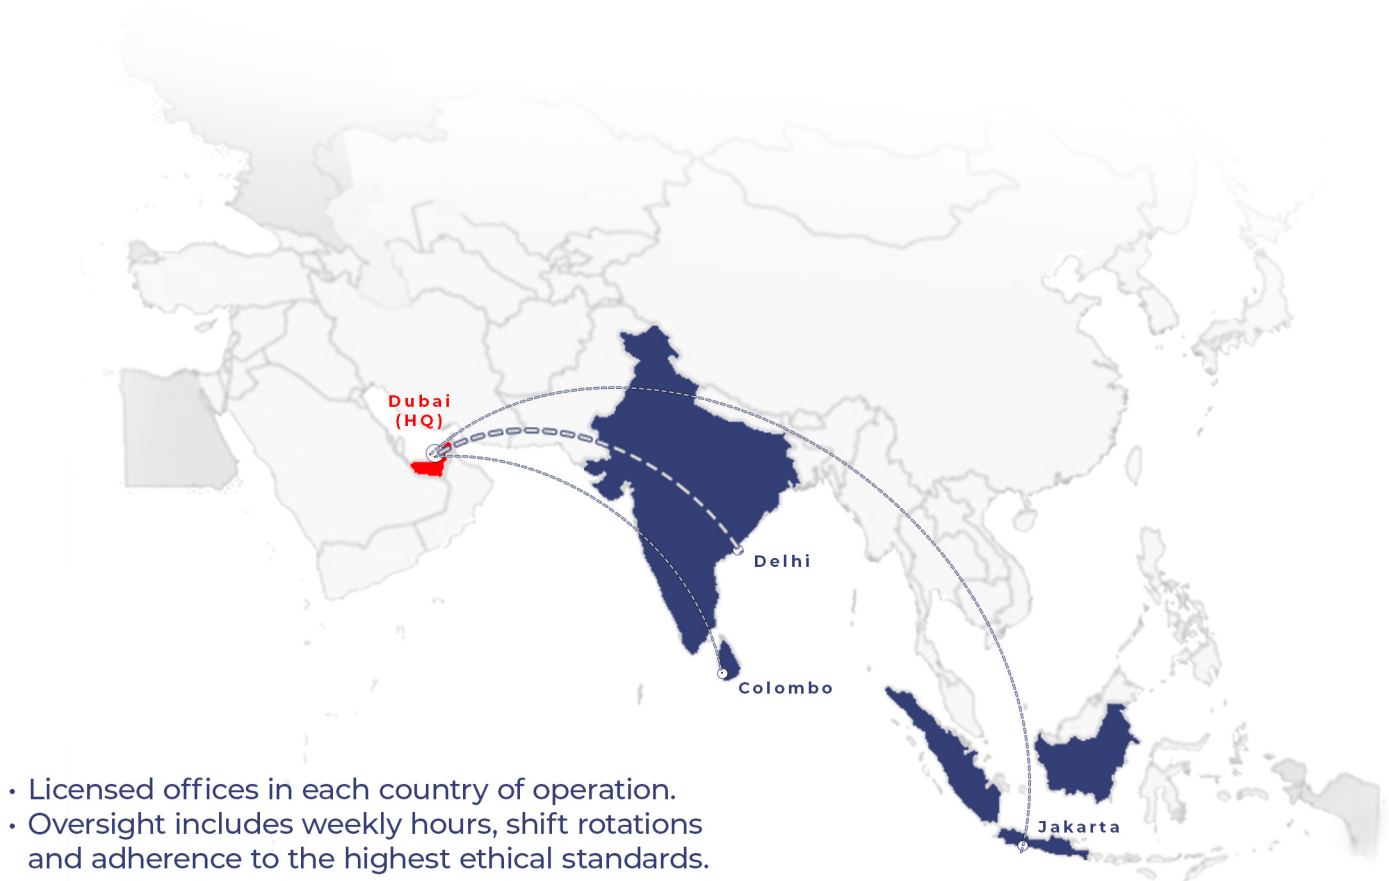 Dubai
(HQ)
Delhi
Colombo
Jakarta
• Licensed offices in each country of operation.
• Oversight includes weekly hours, shift rotations
and adherence to the highest ethical standards.